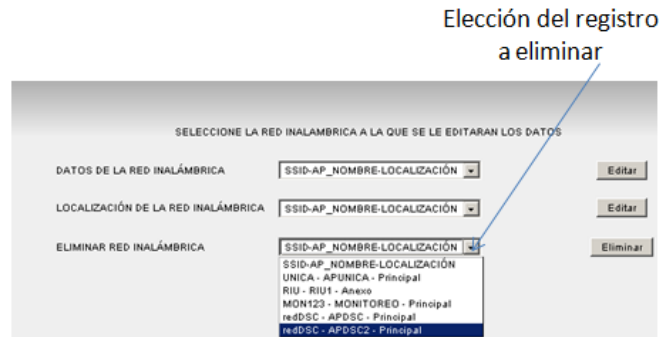 Elección del registro
a eliminar
SELECCIONE LA RED INALAMBRICA A LA QUE SE LE EDITARAN LOS DATOS
DATOS DE LA RED INALÁMBRICA SSID-AP_NOMBRE-LOCALIZACIÓN Editar
LOCALIZACIÓN DE LA RED INALÁMBRICA SSID-AP_NOMBRE-LOCALIZACIÓN Editar
ELIMINAR RED INALÁMBRICA SSID-AP_NOMBRE-LOCALIZACIÓN Eliminar
SSID-AP_NOMBRE-LOCALIZACIÓN
UNICA - APUNICA - Principal
RIU - RIU1 - Anexo
MON123 - MONITOREO - Principal
redDSC - APDSC - Principal
redDSC - APDSC2 - Principal